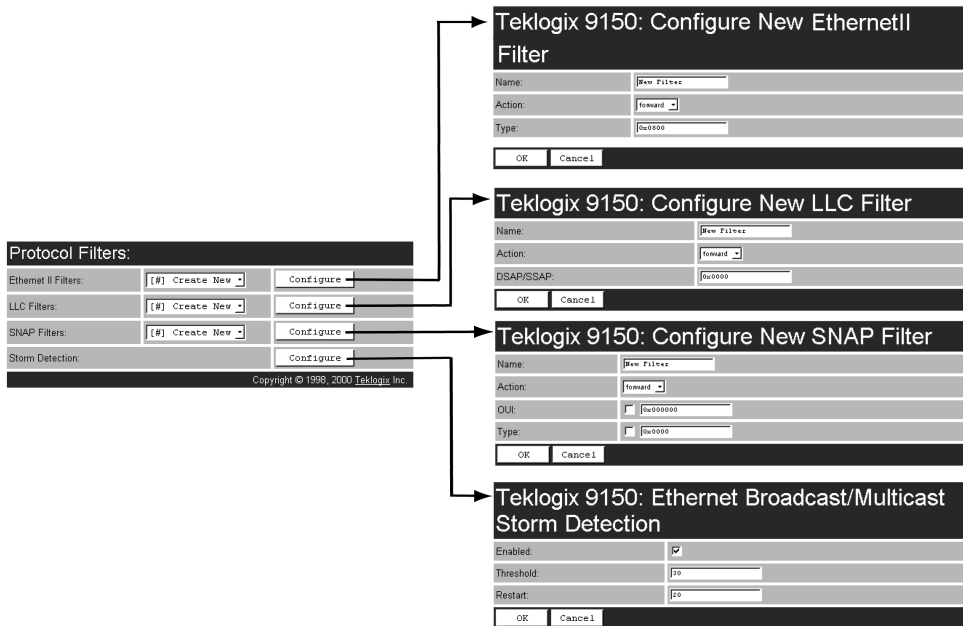 Protocol Filters:
Ethernet II Filters: [#] Create New Configure
LLC Filters: [#] Create New Configure
SNAP Filters: [#] Create New Configure
Storm Detection: Configure
Copyright © 1998, 2000 Teklogix Inc.
Teklogix 9150: Configure New EthernetII
Filter
Name: New Filter
Action: forward
Type: 0x0800
OK Cancel
Teklogix 9150: Configure New LLC Filter
Name: New Filter
Action: forward
DSAP/SSAP: 0x0000
OK Cancel
Teklogix 9150: Configure New SNAP Filter
Name: New Filter
Action: forward
OUI: 0x000000
Type: 0x0000
OK Cancel
Teklogix 9150: Ethernet Broadcast/Multicast
Storm Detection
Enabled:
Threshold: 30
Restart: 20
OK Cancel